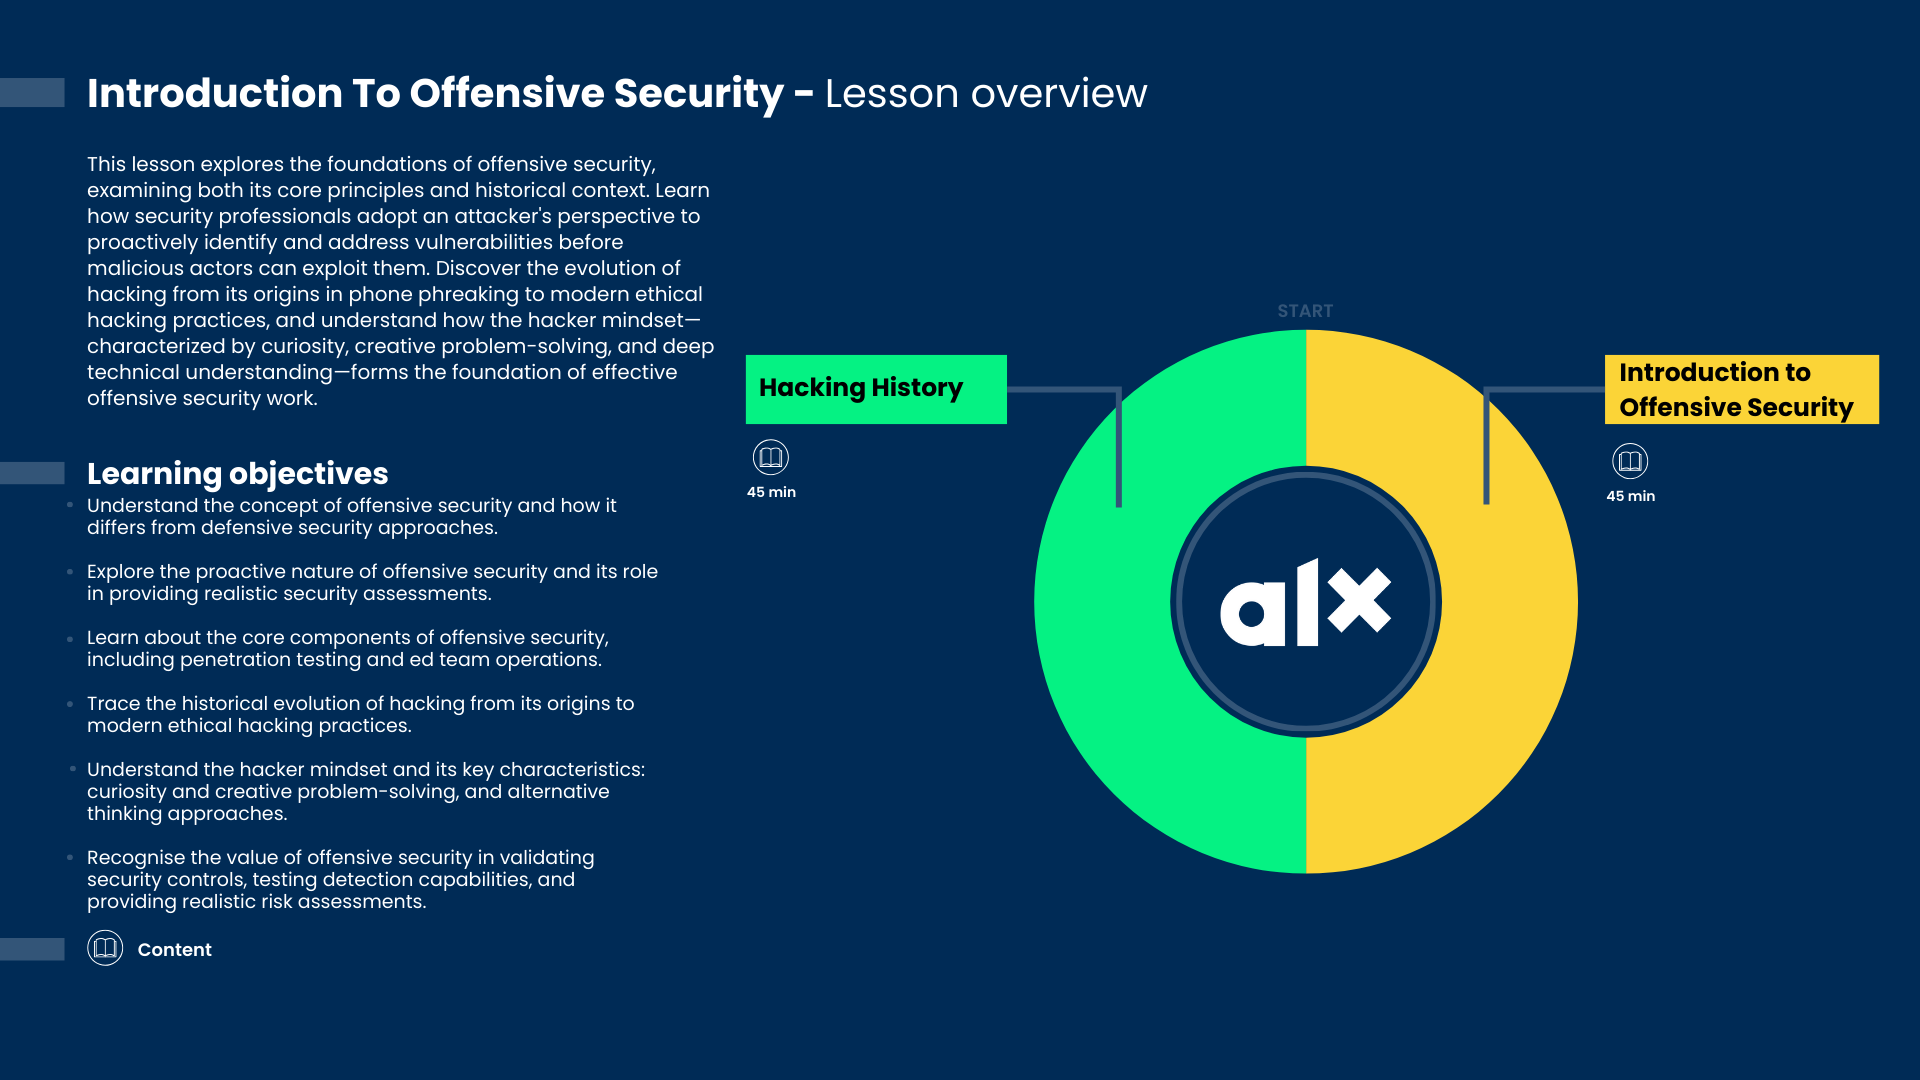 Introduction To Offensive Security - Lesson overview
This lesson explores the foundations of offensive security,
examining both its core principles and historical context. Learn
how security professionals adopt an attacker's perspective to
proactively identify and address vulnerabilities before
malicious actors can exploit them. Discover the evolution of
hacking from its origins in phone phreaking to modern ethical
hacking practices, and understand how the hacker mindset—
characterized by curiosity, creative problem-solving, and deep
technical understanding—forms the foundation of effective
offensive security work.
Learning objectives
Understand the concept of offensive security and how it
differs from defensive security approaches.
Explore the proactive nature of offensive security and its role
in providing realistic security assessments.
Learn about the core components of offensive security,
including penetration testing and ed team operations.
Trace the historical evolution of hacking from its origins to
modern ethical hacking practices.
Understand the hacker mindset and its key characteristics:
curiosity and creative problem-solving, and alternative
thinking approaches.
Recognise the value of offensive security in validating
security controls, testing detection capabilities, and
providing realistic risk assessments.
Content
START
Hacking History
45 min
Introduction to
Offensive Security
45 min
alx